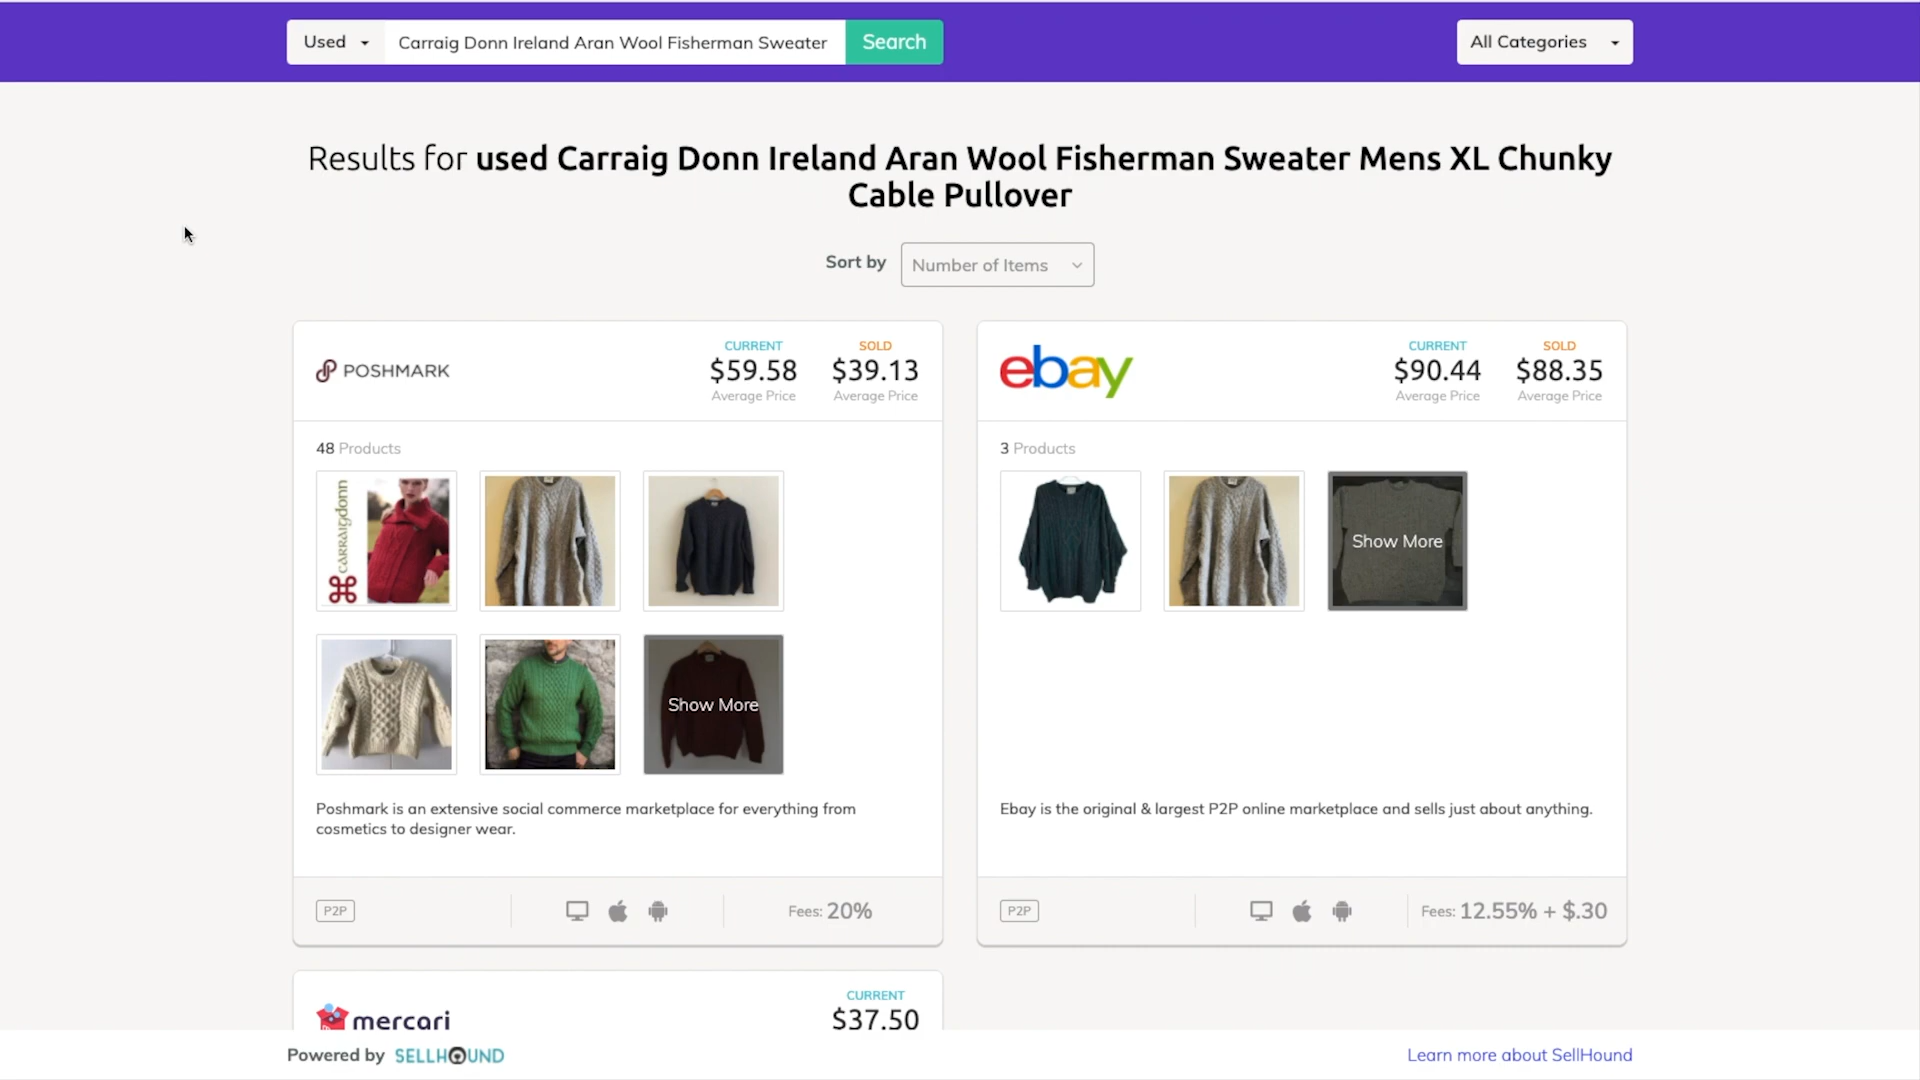 Used
Carraig Donn Ireland Aran Wool Fisherman Sweater
Search
All Categories
Results for used Carraig Donn Ireland Aran Wool Fisherman Sweater Mens XL Chunky
Cable Pullover
Sort by
Number of Items
POSHMARK
CURRENT
$59.58
Average Price
SOLD
$39.13
Average Price
48 Products
CARRAIGdonn
Show More
Poshmark is an extensive social commerce marketplace for everything from
cosmetics to designer wear.
P2P
Fees: 20%
ebay
CURRENT
$90.44
Average Price
SOLD
$88.35
Average Price
3 Products
Show More
Ebay is the original & largest P2P online marketplace and sells just about anything.
P2P
Fees: 12.55% + $.30
mercari
CURRENT
$37.50
Powered by SELLHOUND
Learn more about SellHound